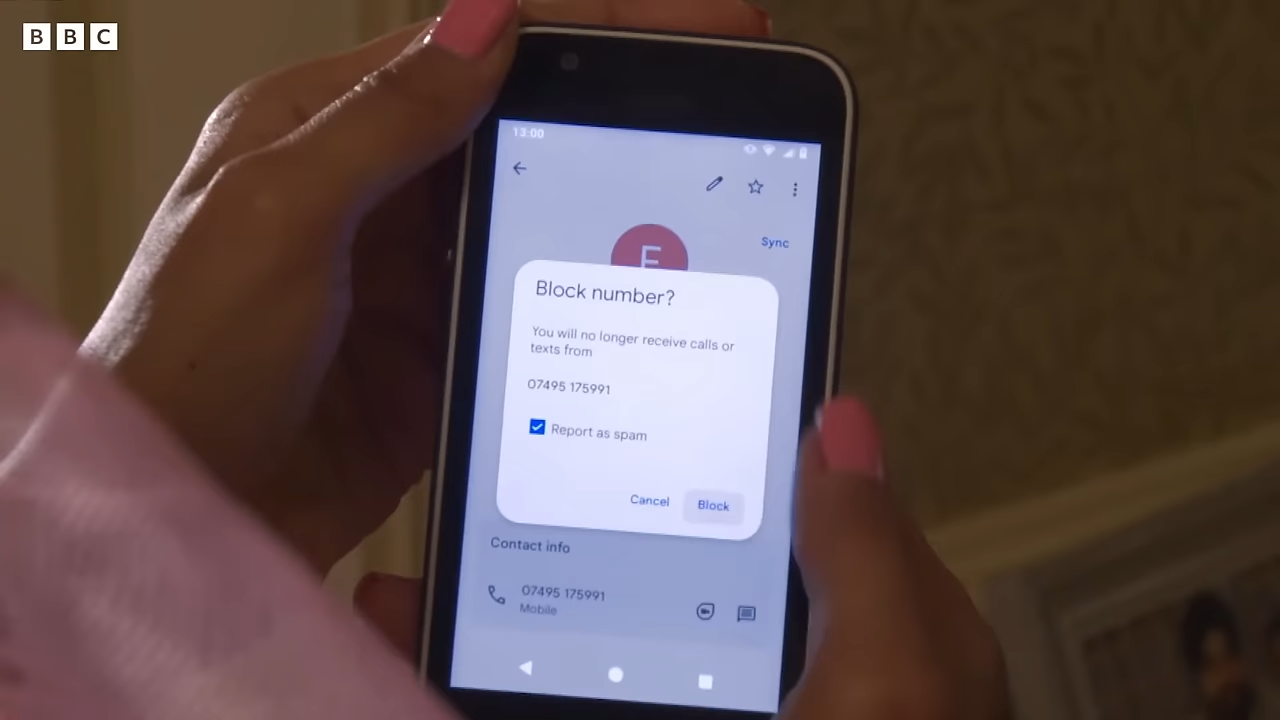 BBC
13:00
Sync
E
Block number?
You will no longer receive calls or
texts from
07495 175991
Report as spam
Cancel Block
Contact info
07495 175991
Mobile